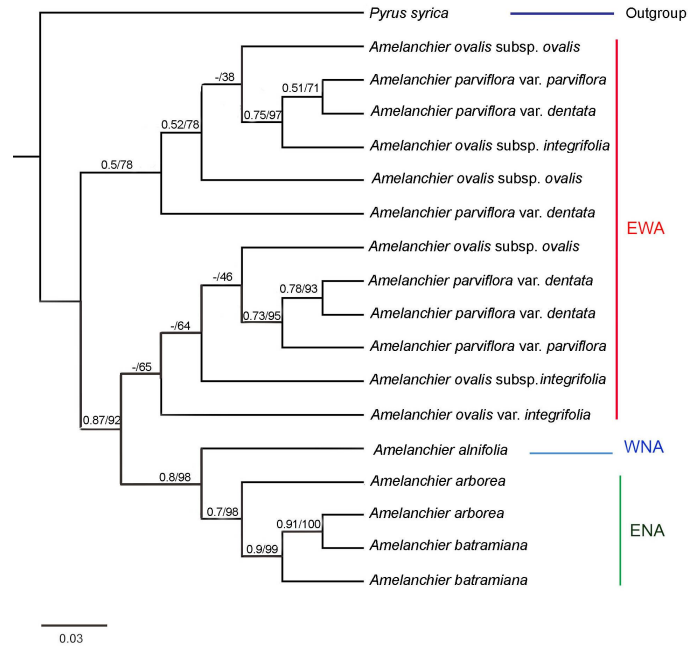 Pyrus syrica Outgroup
Amelanchier ovalis subsp. ovalis
-/38
0.51/71 Amelanchier parviflora var. parviflora
0.75/97 Amelanchier parviflora var. dentata
0.52/78
Amelanchier ovalis subsp. integrifolia
0.5/78
Amelanchier ovalis subsp. ovalis
Amelanchier parviflora var. dentata
EWA
Amelanchier ovalis subsp. ovalis
-/46
0.78/93 Amelanchier parviflora var. dentata
0.73/95 Amelanchier parviflora var. dentata
-/64
Amelanchier parviflora var. parviflora
-/65
Amelanchier ovalis subsp.integrifolia
Amelanchier ovalis var. integrifolia
0.87/92
Amelanchier alnifolia WNA
0.8/98
Amelanchier arborea
0.7/98
0.91/100 Amelanchier arborea
ENA
0.9/99 Amelanchier batramiana
Amelanchier batramiana
0.03